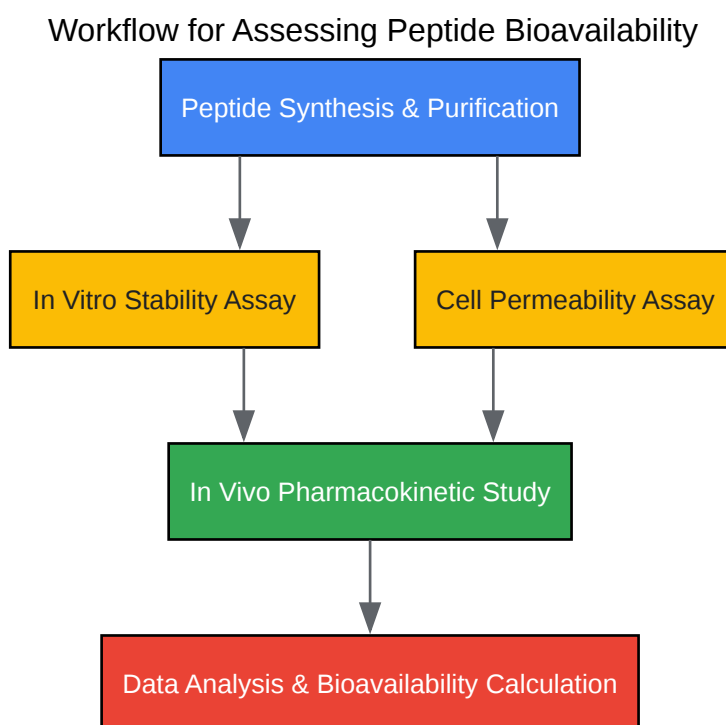 Workflow for Assessing Peptide Bioavailability
Peptide Synthesis & Purification
In Vitro Stability Assay
Cell Permeability Assay
In Vivo Pharmacokinetic Study
Data Analysis & Bioavailability Calculation